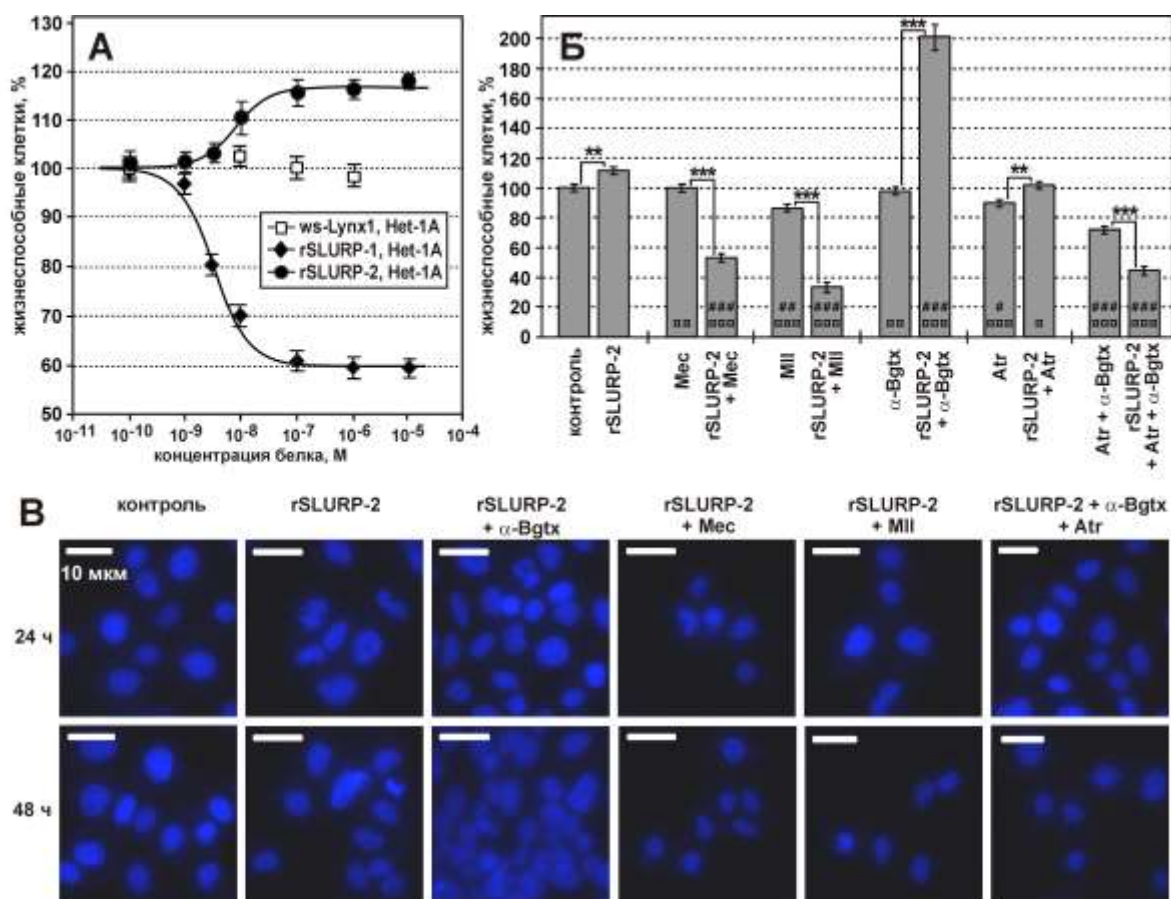 А
жизнеспособные клетки, %
130
120
110
100
90
80
70
60
50
ws-Lynx1, Het-1A
rSLURP-1, Het-1A
rSLURP-2, Het-1A
10-11 10-10 10-9 10-8 10-7 10-6 10-5 10-4
концентрация белка, М
Б
жизнеспособные клетки, %
200
180
160
140
120
100
80
60
40
20
0
** *** *** *** ** ***
### ## ### ### # ### ###
¤¤ ¤¤¤ ¤¤¤ ¤¤¤ ¤¤ ¤¤¤ ¤¤¤ ¤ ¤¤¤ ¤¤¤
контроль
rSLURP-2
Mec
rSLURP-2
+ Mec
MII
rSLURP-2
+ MII
α-Bgtx
rSLURP-2
+ α-Bgtx
Atr
rSLURP-2
+ Atr
Atr + α-Bgtx
rSLURP-2
+ Atr + α-Bgtx
В
контроль
rSLURP-2
rSLURP-2
+ α-Bgtx
rSLURP-2
+ Mec
rSLURP-2
+ MII
rSLURP-2 + α-Bgtx
+ Atr
10 мкм
24 ч
48 ч